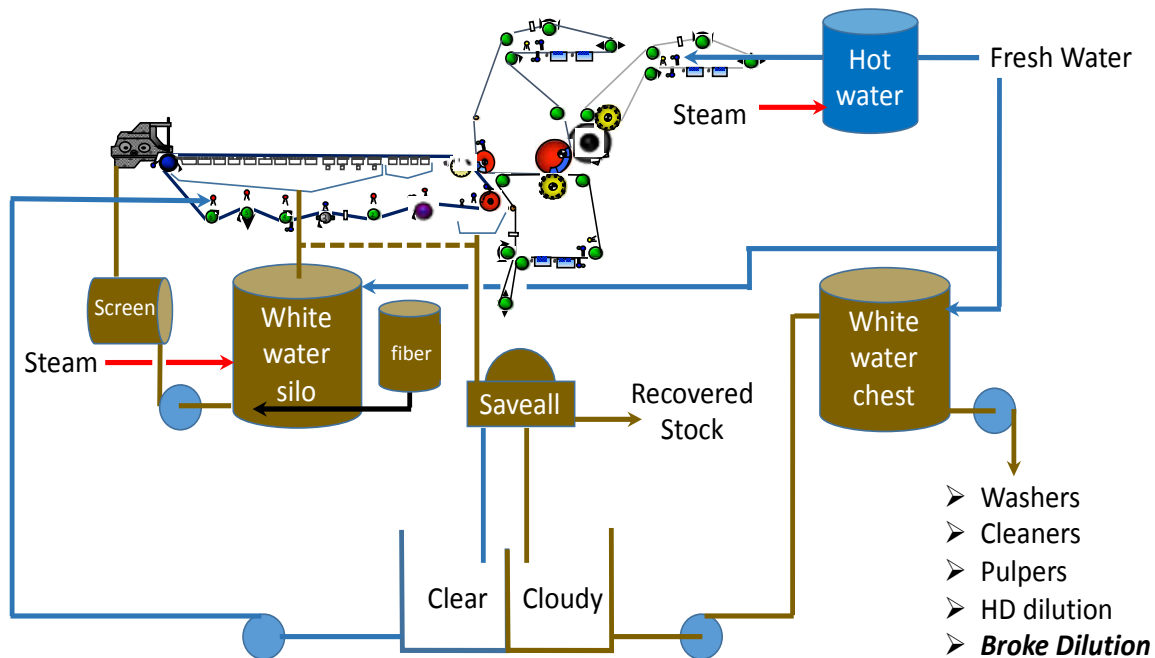 Hot
water
Fresh Water
Steam
Screen
White
water
silo
fiber
Steam
White
water
chest
Saveall
Recovered
Stock
Clear
Cloudy
➢ Washers
➢ Cleaners
➢ Pulpers
➢ HD dilution
➢ Broke Dilution